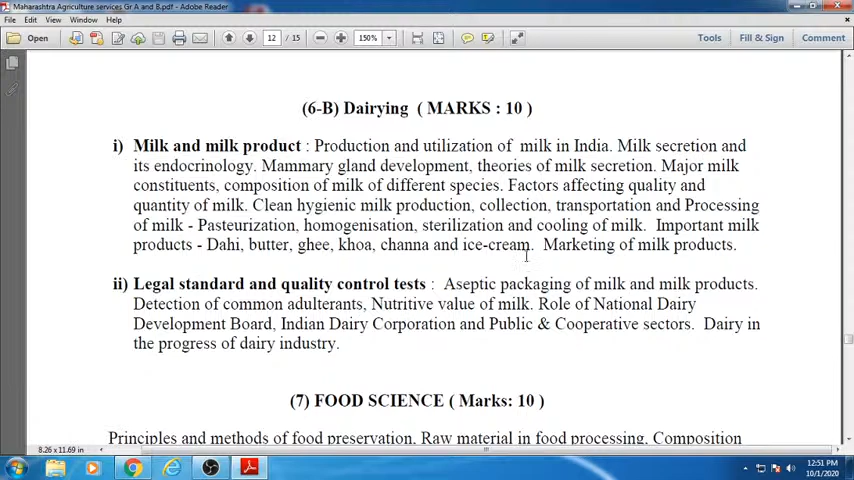 Maharashtra Agriculture services Gr A and B.pdf - Adobe Reader
File Edit View Window Help
Open 12 / 15 150% Tools Fill & Sign Comment
(6-B) Dairying ( MARKS : 10 )
i) Milk and milk product : Production and utilization of milk in India. Milk secretion and
its endocrinology. Mammary gland development, theories of milk secretion. Major milk
constituents, composition of milk of different species. Factors affecting quality and
quantity of milk. Clean hygienic milk production, collection, transportation and Processing
of milk - Pasteurization, homogenisation, sterilization and cooling of milk. Important milk
products - Dahi, butter, ghee, khoa, channa and ice-cream. Marketing of milk products.
ii) Legal standard and quality control tests : Aseptic packaging of milk and milk products.
Detection of common adulterants, Nutritive value of milk. Role of National Dairy
Development Board, Indian Dairy Corporation and Public & Cooperative sectors. Dairy in
the progress of dairy industry.
(7) FOOD SCIENCE ( Marks: 10 )
Principles and methods of food preservation, Raw material in food processing, Composition
8.26 x 11.69 in
12:51 PM
10/1/2020